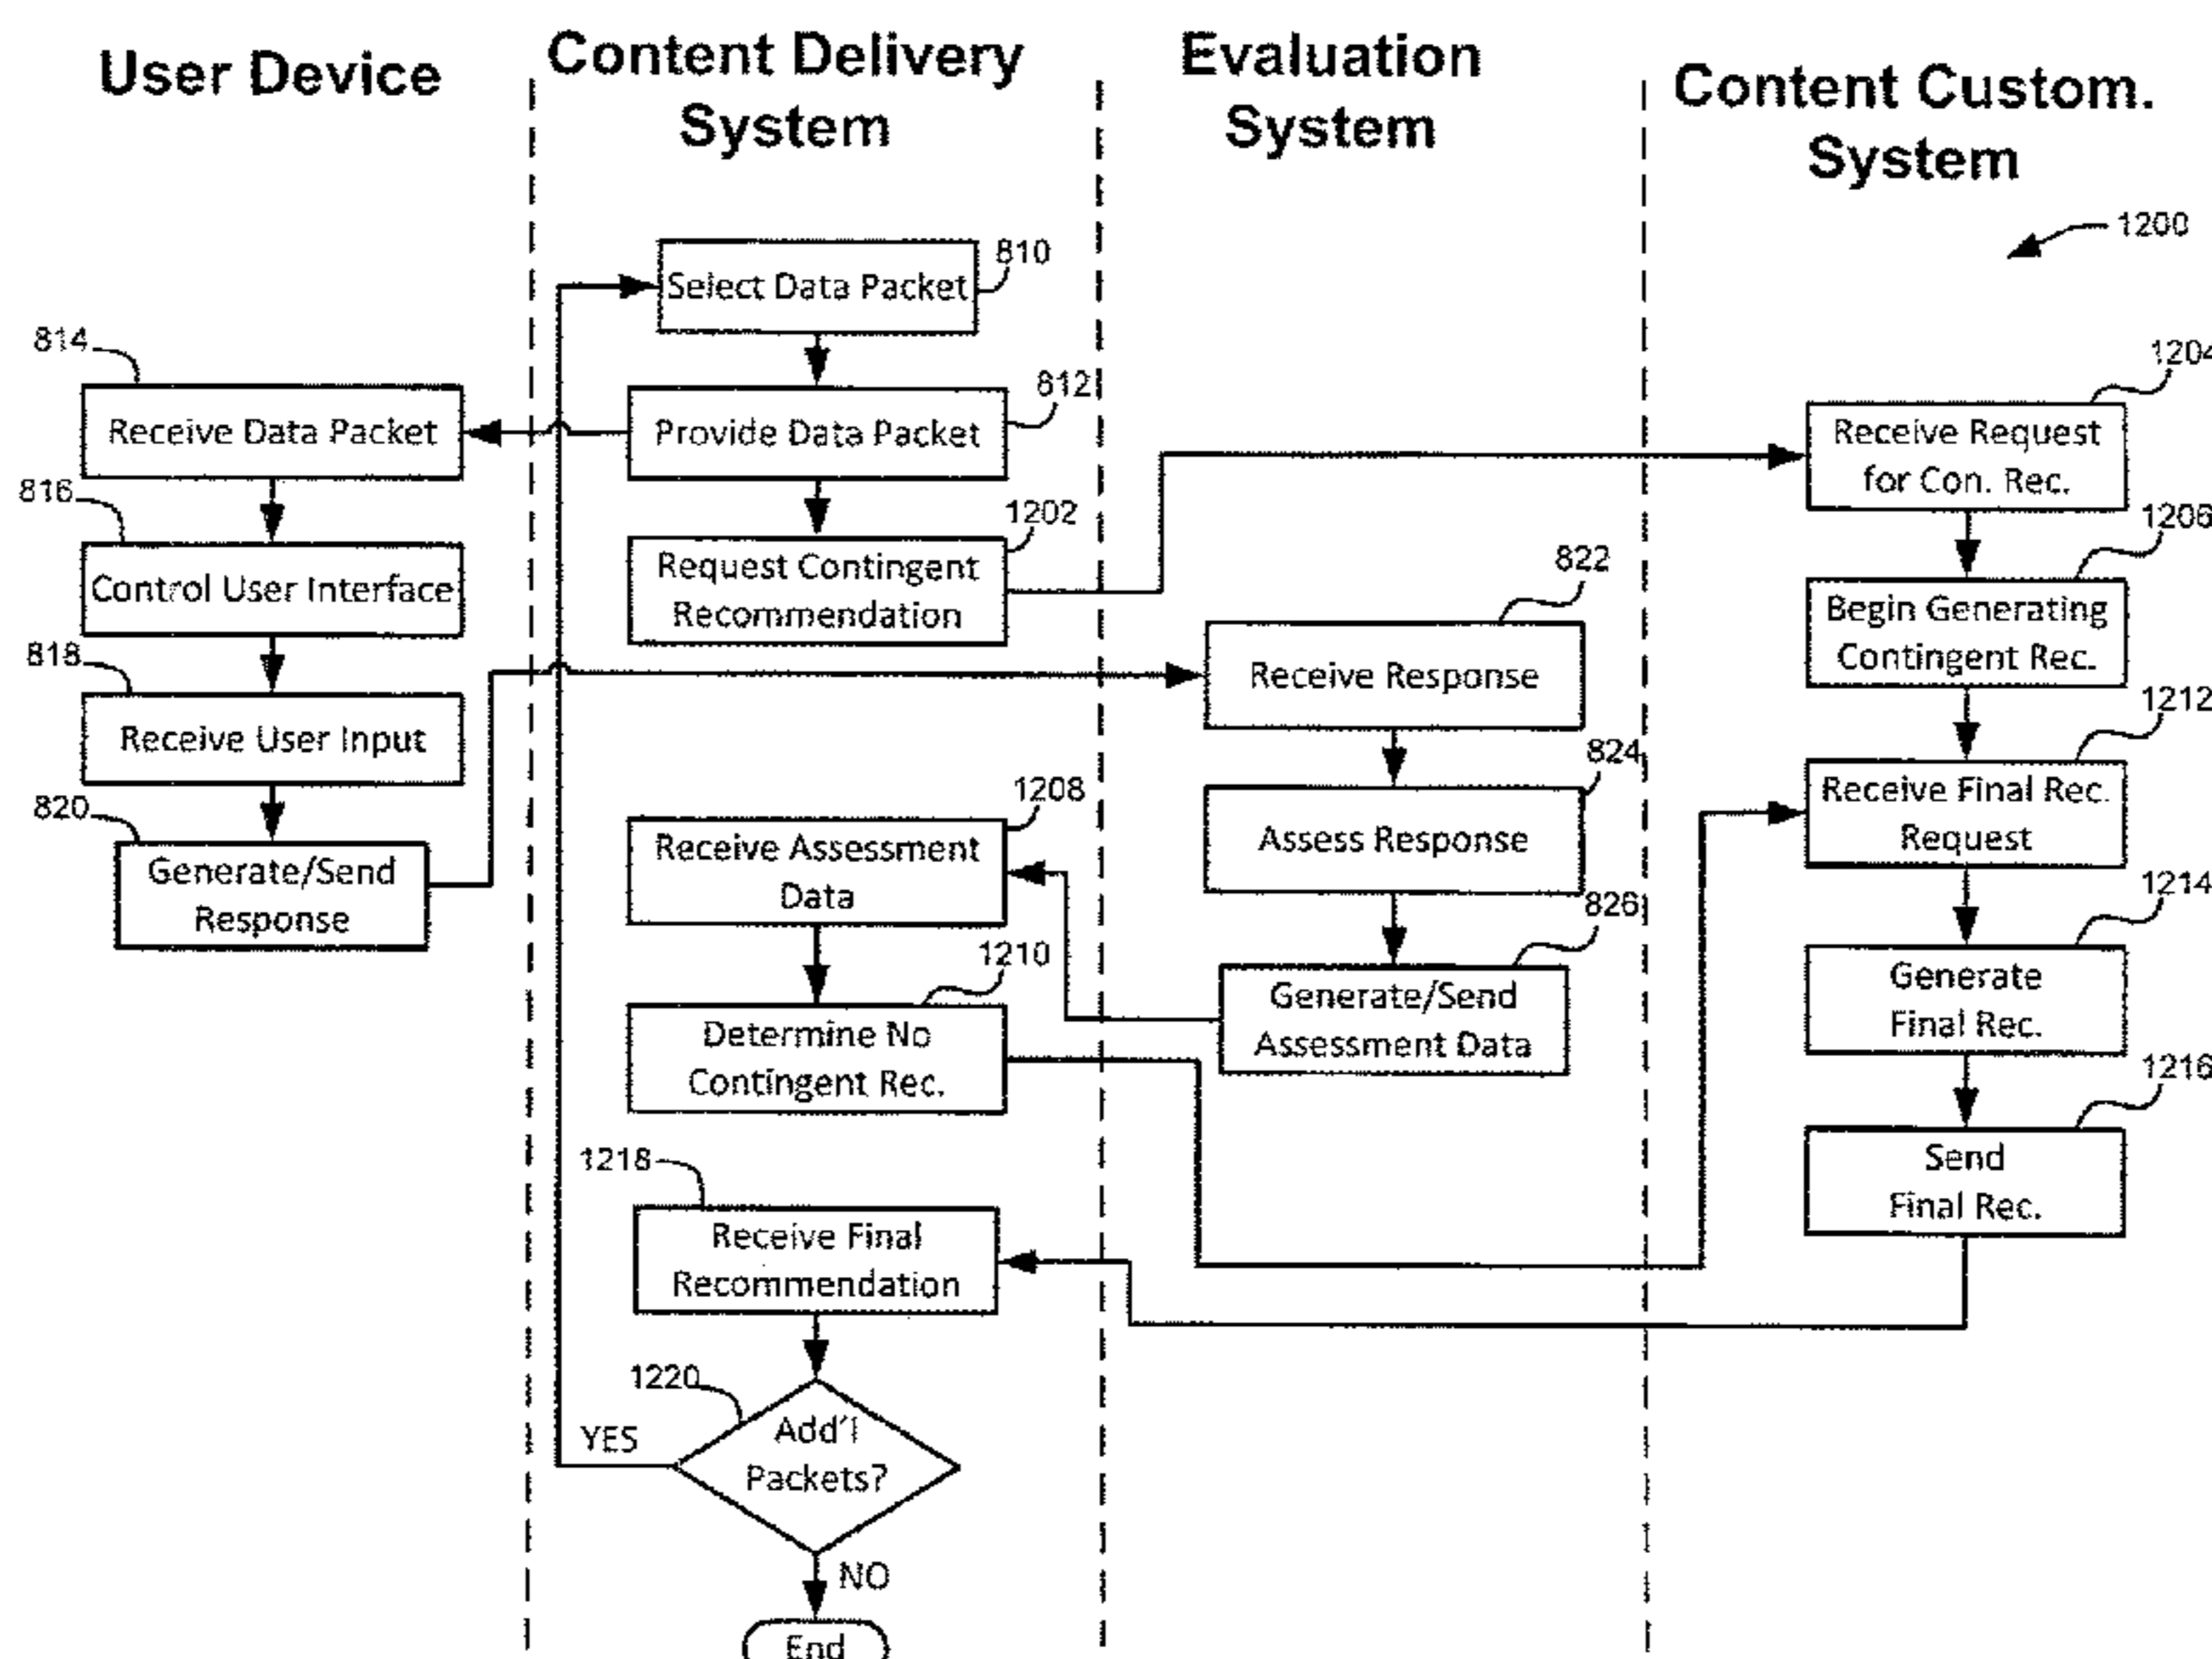 User Device
Content Delivery
System
Evaluation
System
Content Custom.
System
1200
810
Select Data Packet
814
Receive Data Packet
812
Provide Data Packet
1204
Receive Request
for Con. Rec.
816
Control User Interface
1202
Request Contingent
Recommendation
822
Receive Response
1206
Begin Generating
Contingent Rec.
818
Receive User Input
824
Assess Response
1212
Receive Final Rec.
Request
820
Generate/Send
Response
1208
Receive Assessment
Data
826
Generate/Send
Assessment Data
1214
Generate
Final Rec.
1210
Determine No
Contingent Rec.
1216
Send
Final Rec.
1218
Receive Final
Recommendation
1220
Add'l
Packets?
YES
NO
End